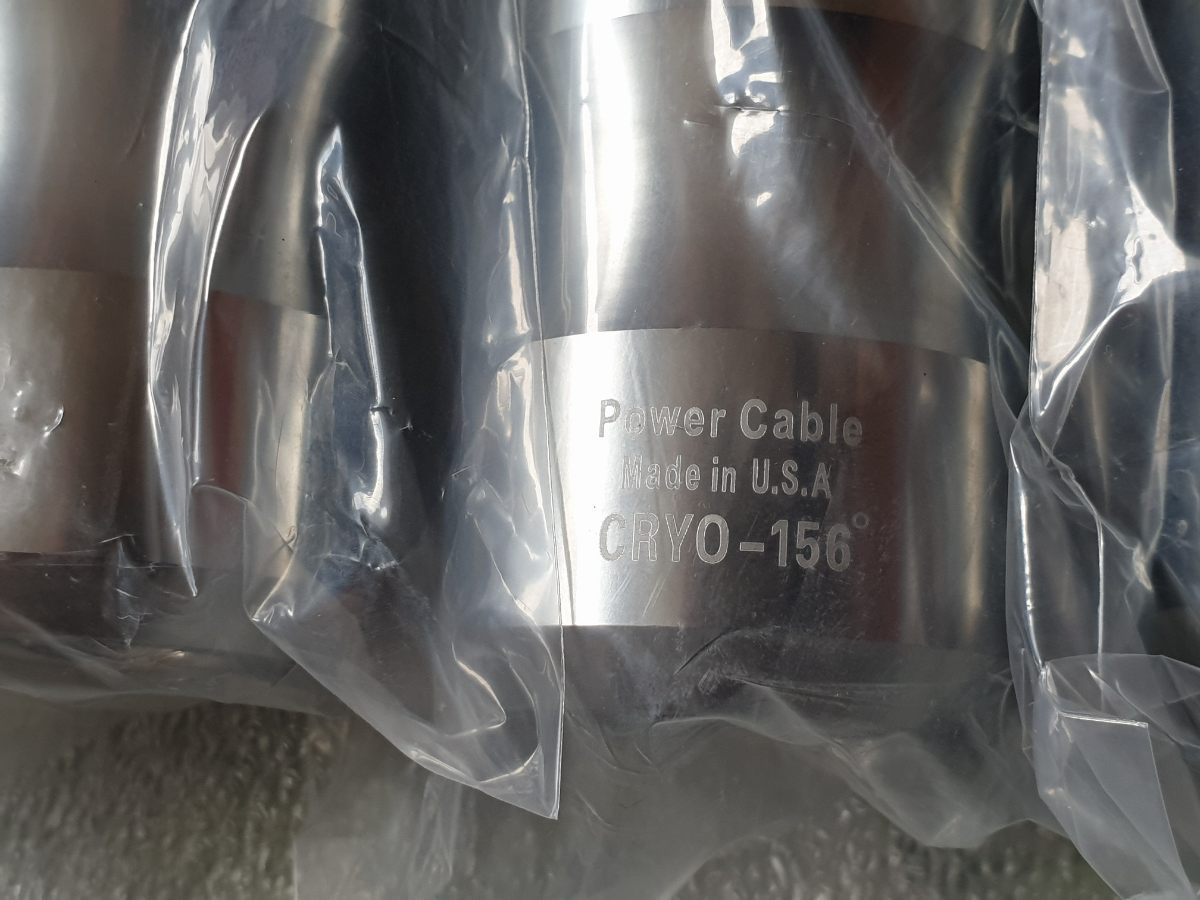 Power Cable
Made in U.S.A
CRYO-156°